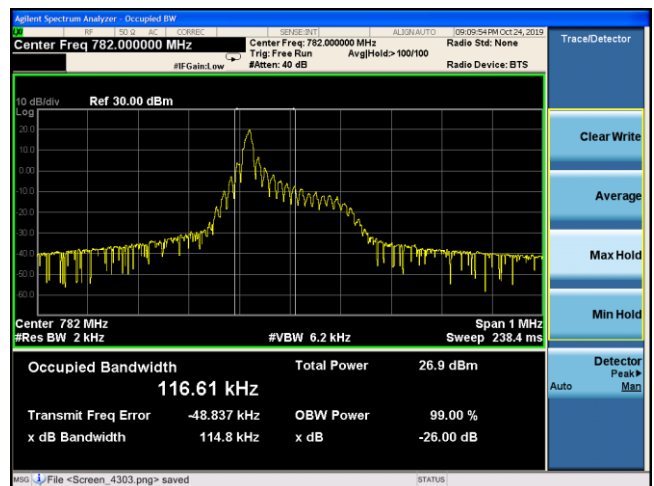 Agilent Spectrum Analyzer - Occupied BW
RF 50 Ω AC CORREC SENSE:INT ALIGNAUTO 09:09:54 PM Oct 24, 2019
Center Freq 782.000000 MHz Center Freq: 782.000000 MHz Radio Std: None
Trig: Free Run Avg|Hold:> 100/100
#IFGain:Low #Atten: 40 dB Radio Device: BTS
Trace/Detector
10 dB/div Ref 30.00 dBm
Log
20.0
10.0
0.00
-10.0
-20.0
-30.0
-40.0
-50.0
-60.0
Center 782 MHz Span 1 MHz
#Res BW 2 kHz #VBW 6.2 kHz Sweep 238.4 ms
Occupied Bandwidth Total Power 26.9 dBm
116.61 kHz
Transmit Freq Error -48.837 kHz OBW Power 99.00 %
x dB Bandwidth 114.8 kHz x dB -26.00 dB
Clear Write
Average
Max Hold
Min Hold
Detector
Peak▶
Auto Man
MSG File <Screen_4303.png> saved STATUS